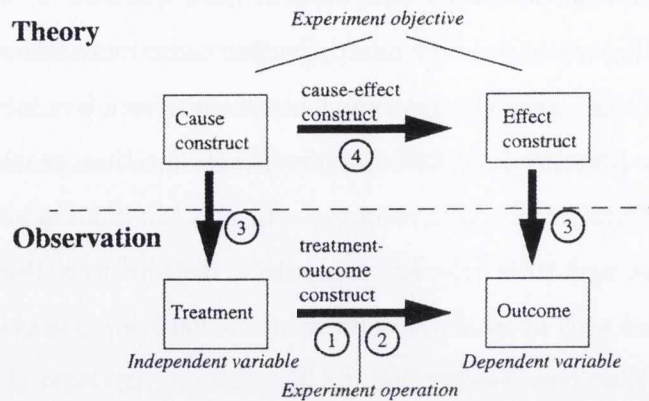 Experiment objective
Theory
cause-effect
construct
Cause
construct
Effect
construct
4
3
3
Observation
treatment-
outcome
construct
Treatment
Outcome
1
2
Independent variable
Dependent variable
Experiment operation